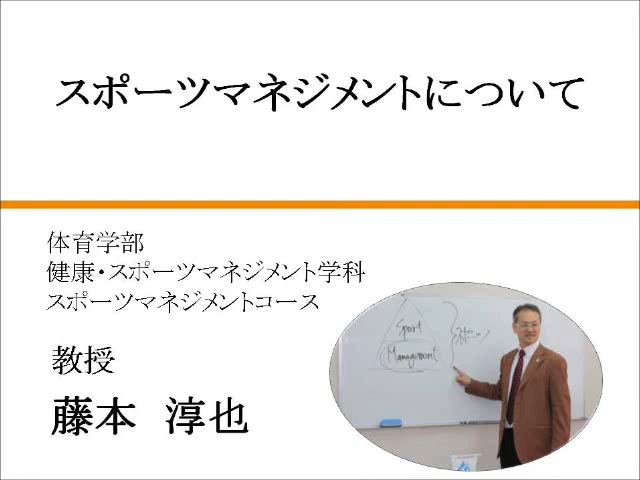 スポーツマネジメントについて
体育学部
健康・スポーツマネジメント学科
スポーツマネジメントコース
教授
藤本 淳也
Sport
Management